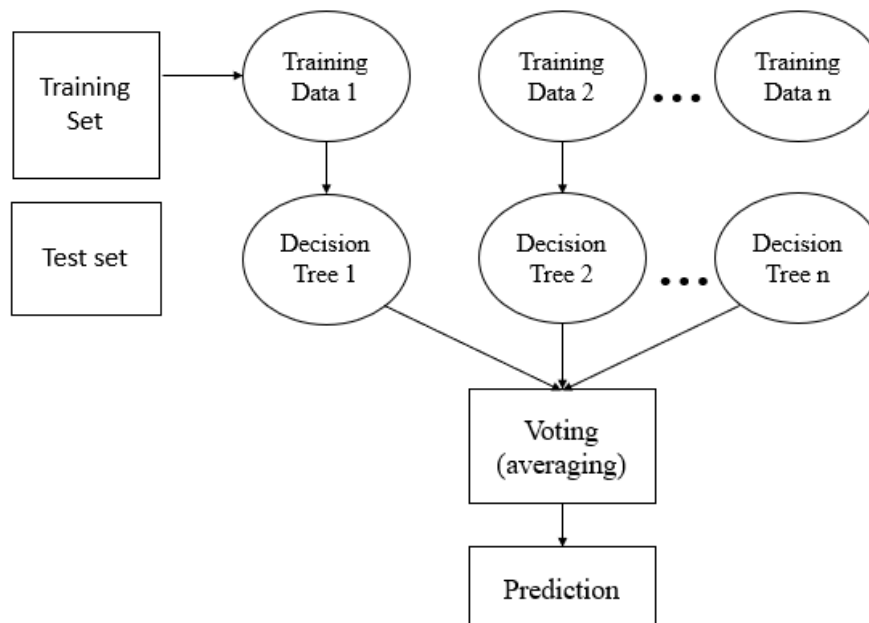 Training
Set
Training
Data 1
Training
Data 2
Training
Data n
Test set
Decision
Tree 1
Decision
Tree 2
Decision
Tree n
Voting
(averaging)
Prediction